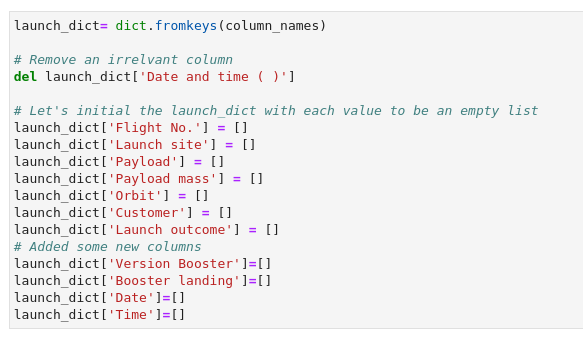 launch_dict= dict.fromkeys(column_names)
# Remove an irrelvant column
del launch_dict['Date and time ( )']
# Let's initial the launch_dict with each value to be an empty list
launch_dict['Flight No.'] = []
launch_dict['Launch site'] = []
launch_dict['Payload'] = []
launch_dict['Payload mass'] = []
launch_dict['Orbit'] = []
launch_dict['Customer'] = []
launch_dict['Launch outcome'] = []
# Added some new columns
launch_dict['Version Booster']=[]
launch_dict['Booster landing']=[]
launch_dict['Date']=[]
launch_dict['Time']=[]